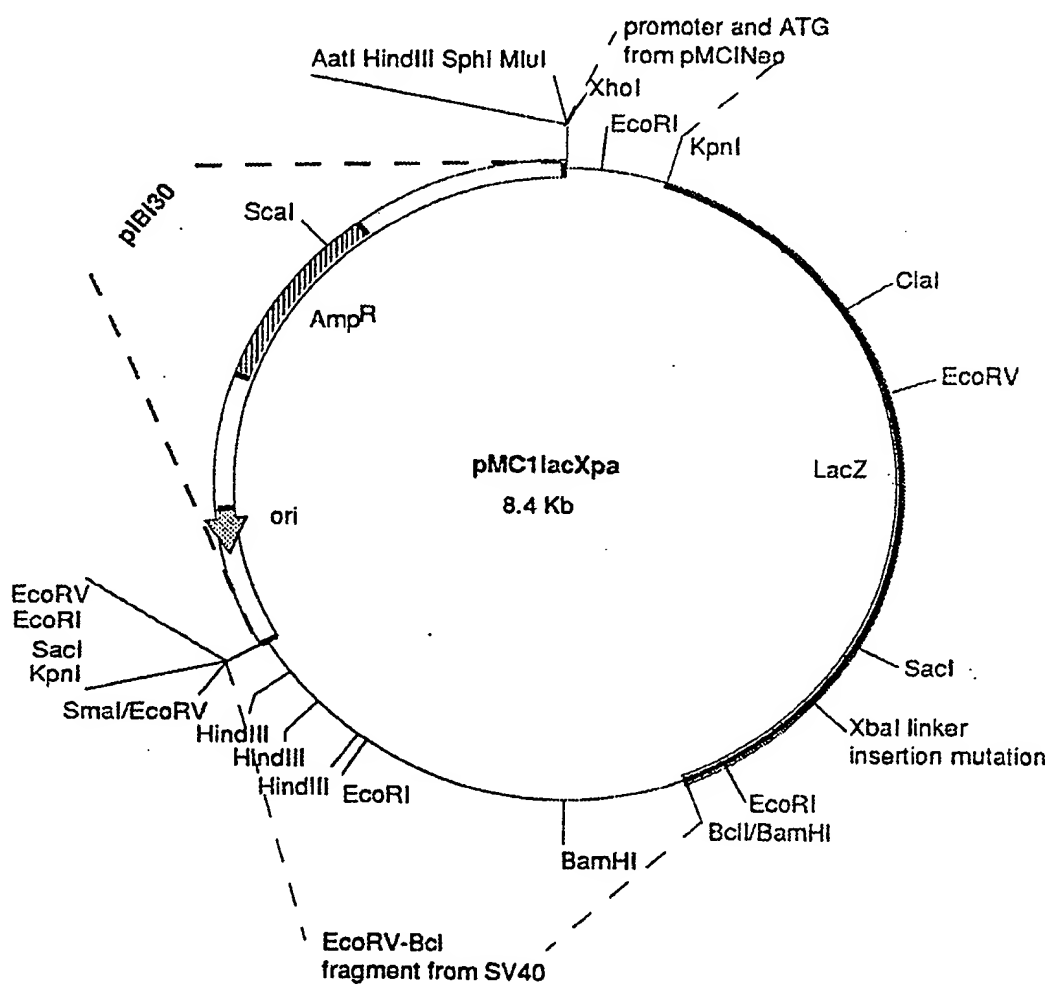 promoter and ATG
from pMCINeo
AatI HindIII SphI MluI
XhoI
EcoRI
KpnI
pIBI30
ScaI
ClaI
AmpR
EcoRV
pMC1lacXpa
LacZ
8.4 Kb
ori
EcoRV
EcoRI
SacI
KpnI
SacI
SmaI/EcoRV
XbaI linker
insertion mutation
HindIII
HindIII
HindIII
EcoRI
EcoRI
BclI/BamHI
BamHI
EcoRV-Bcl
fragment from SV40